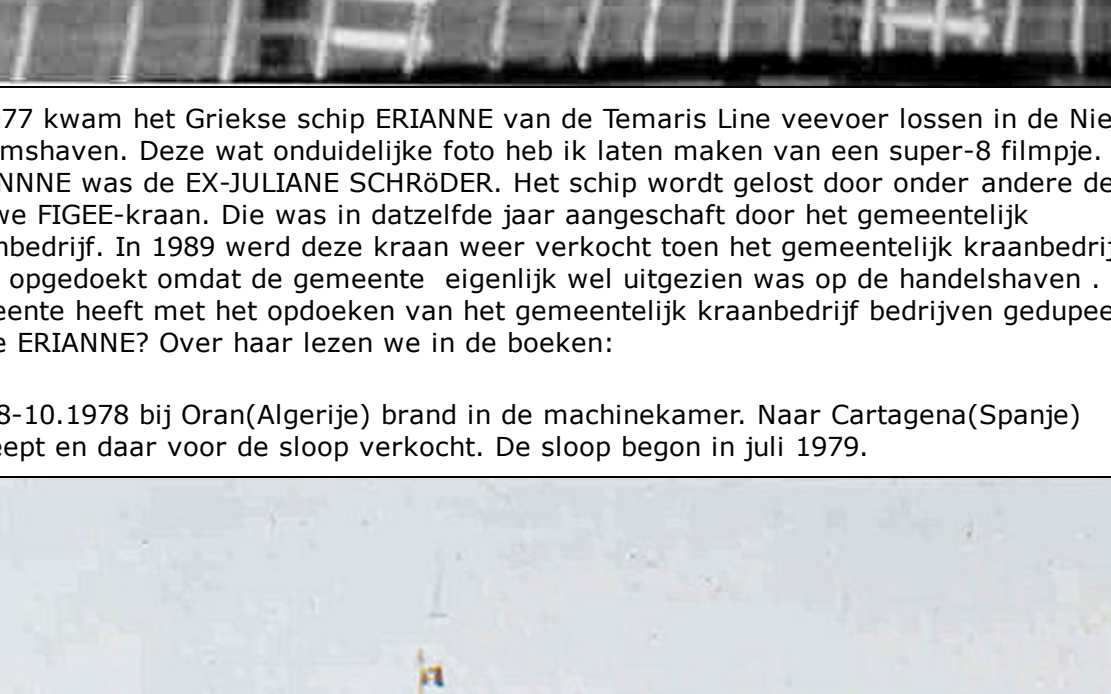 77 kwam het Griekse schip ERIANNE van de Temaris Line veevoer lossen in de Nie
mshaven. Deze wat onduidelijke foto heb ik laten maken van een super-8 filmpje.
NNNE was de EX-JULIANE SCHRöDER. Het schip wordt gelost door onder andere de
we FIGEE-kraan. Die was in datzelfde jaar aangeschaft door het gemeentelijk
nbedrijf. In 1989 werd deze kraan weer verkocht toen het gemeentelijk kraanbedrij
opgedoekt omdat de gemeente  eigenlijk wel uitgezien was op de handelshaven .
eente heeft met het opdoeken van het gemeentelijk kraanbedrijf bedrijven gedupee
e ERIANNE? Over haar lezen we in de boeken:
8-10.1978 bij Oran(Algerije) brand in de machinekamer. Naar Cartagena(Spanje)
eept en daar voor de sloop verkocht. De sloop begon in juli 1979.